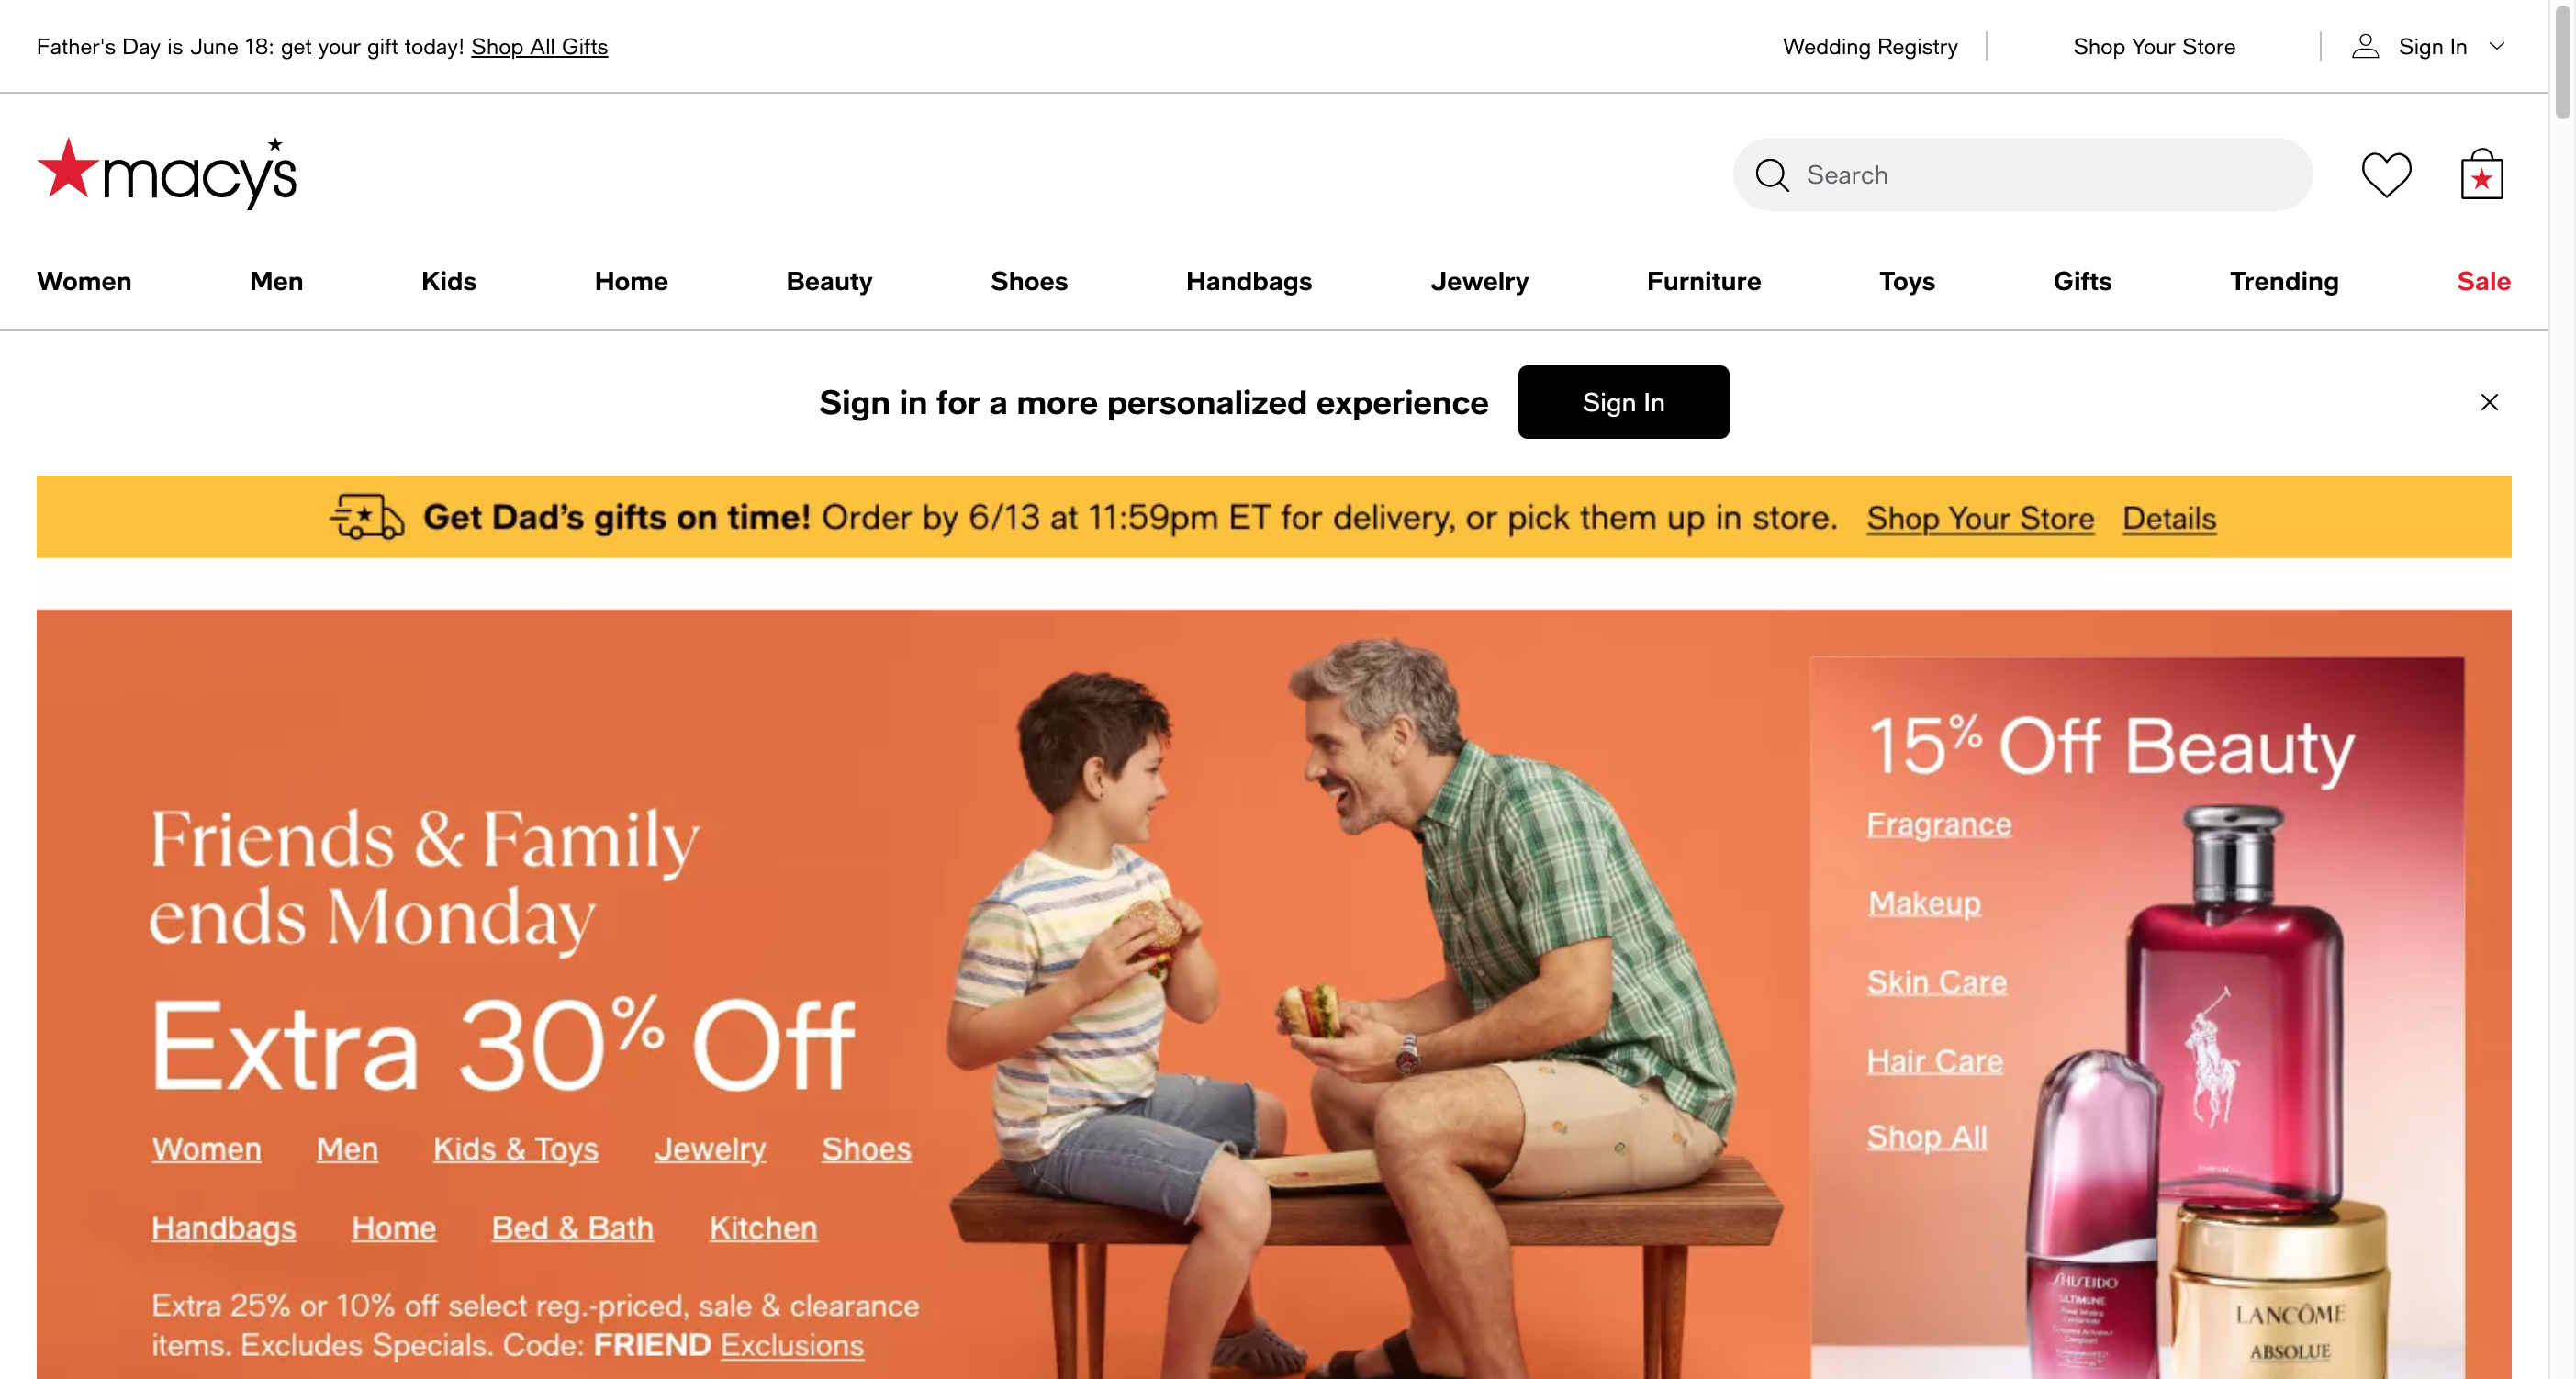 Father's Day is June 18: get your gift today! Shop All Gifts
Wedding Registry
Shop Your Store
Sign In
macy's
Search
Women Men Kids Home Beauty Shoes Handbags Jewelry Furniture Toys Gifts Trending Sale
Sign in for a more personalized experience
Sign In
Get Dad’s gifts on time! Order by 6/13 at 11:59pm ET for delivery, or pick them up in store. Shop Your Store Details
Friends & Family
ends Monday
Extra 30% Off
Women Men Kids & Toys Jewelry Shoes
Handbags Home Bed & Bath Kitchen
Extra 25% or 10% off select reg.-priced, sale & clearance
items. Excludes Specials. Code: FRIEND Exclusions
15% Off Beauty
Fragrance
Makeup
Skin Care
Hair Care
Shop All
SHISEIDO
ULTIMUNE
LANCÔME
ABSOLUE